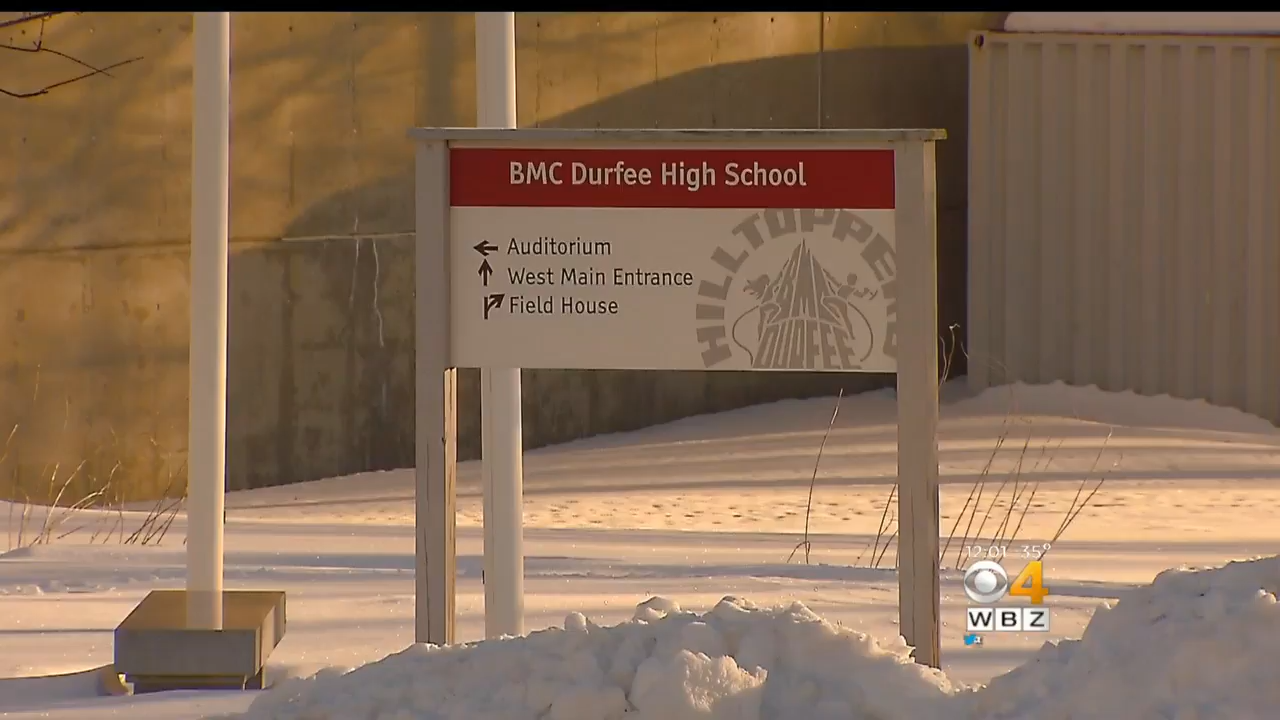 BMC Durfee High School
Auditorium
West Main Entrance
Field House
HILLTOPPERS
BMC
DURFEE
12:01 35°
4
WBZ